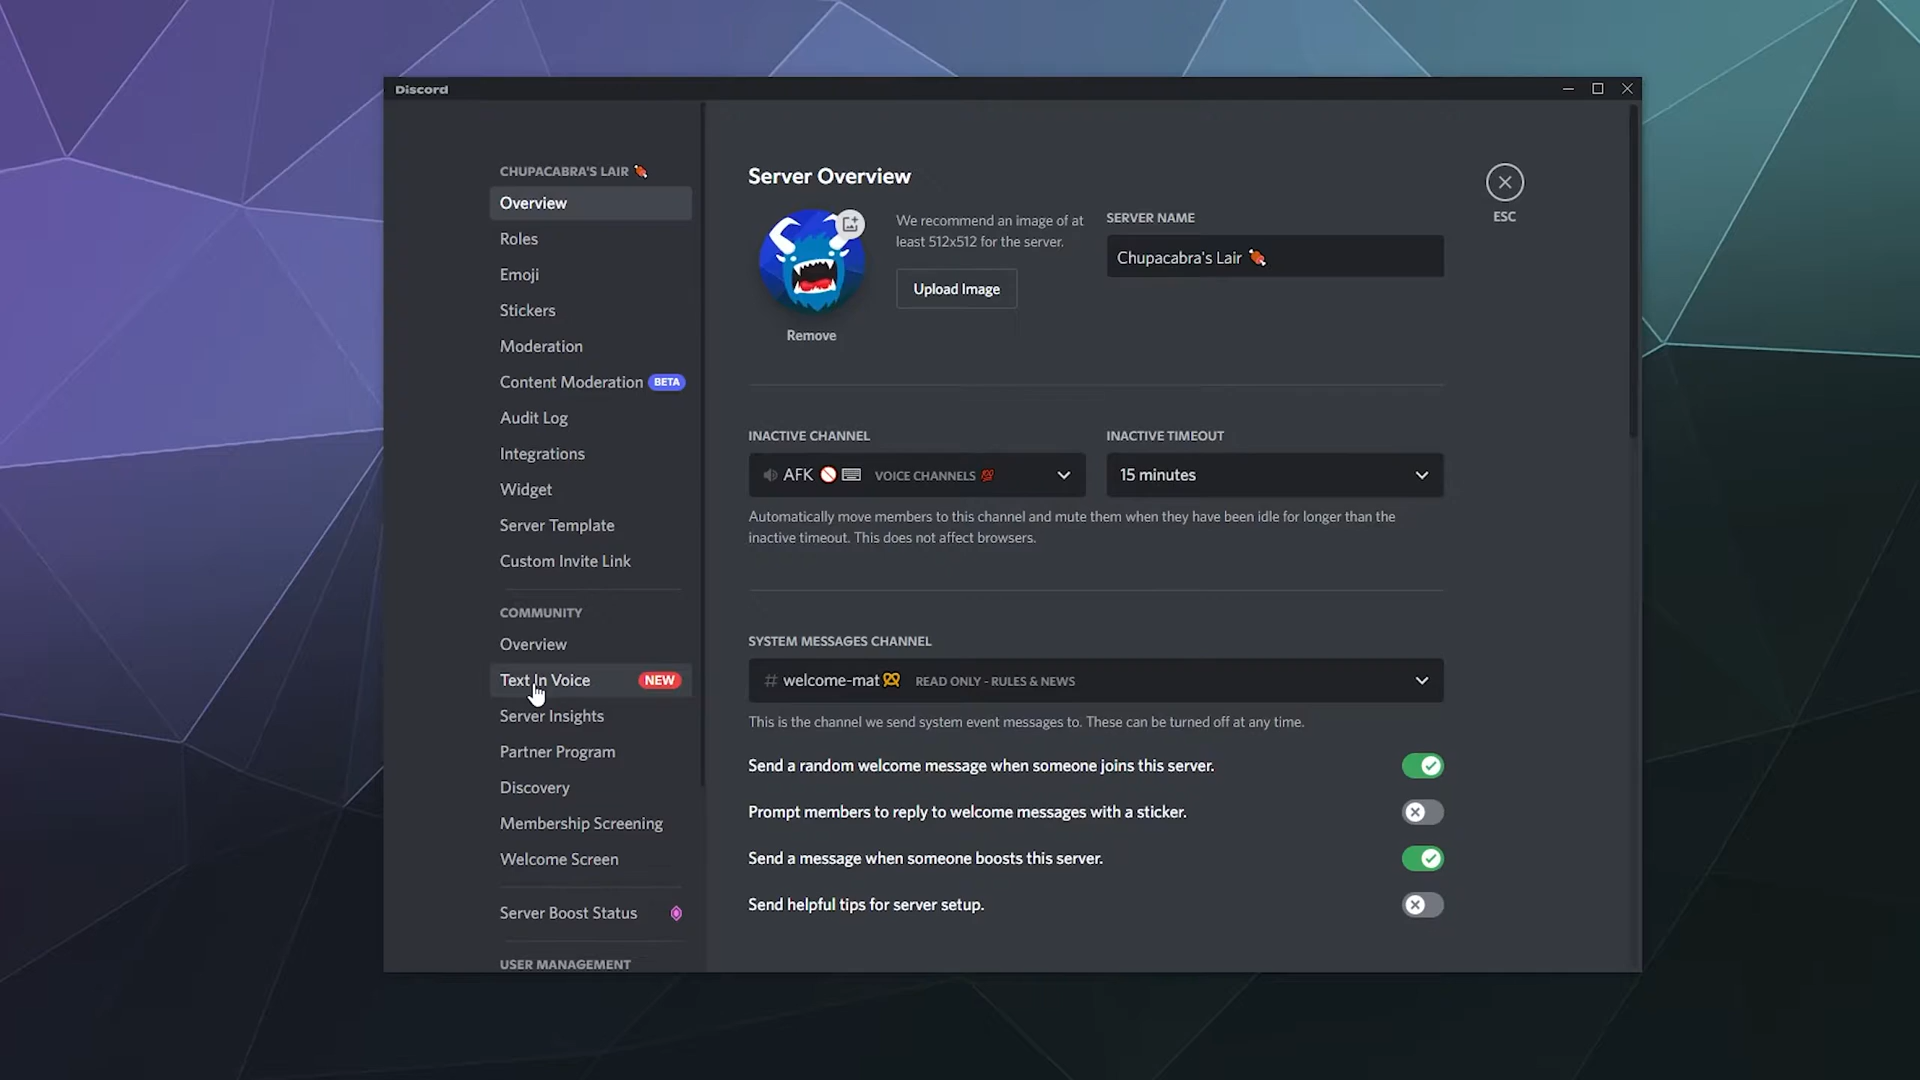 Discord
CHUPACABRA'S LAIR 🍖
Overview
Roles
Emoji
Stickers
Moderation
Content Moderation BETA
Audit Log
Integrations
Widget
Server Template
Custom Invite Link
COMMUNITY
Overview
Text In Voice NEW
Server Insights
Partner Program
Discovery
Membership Screening
Welcome Screen
Server Boost Status
USER MANAGEMENT
Server Overview
Remove
We recommend an image of at
least 512x512 for the server.
Upload Image
SERVER NAME
Chupacabra's Lair 🍖
ESC
INACTIVE CHANNEL
AFK 🚫⌨ VOICE CHANNELS 💯
INACTIVE TIMEOUT
15 minutes
Automatically move members to this channel and mute them when they have been idle for longer than the
inactive timeout. This does not affect browsers.
SYSTEM MESSAGES CHANNEL
# welcome-mat🥨 READ ONLY - RULES & NEWS
This is the channel we send system event messages to. These can be turned off at any time.
Send a random welcome message when someone joins this server.
Prompt members to reply to welcome messages with a sticker.
Send a message when someone boosts this server.
Send helpful tips for server setup.